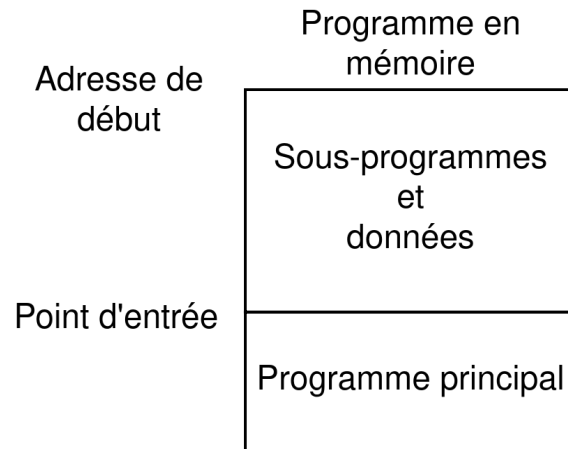 Programme en
mémoire
Adresse de
début
Sous-programmes
et
données
Point d'entrée
Programme principal